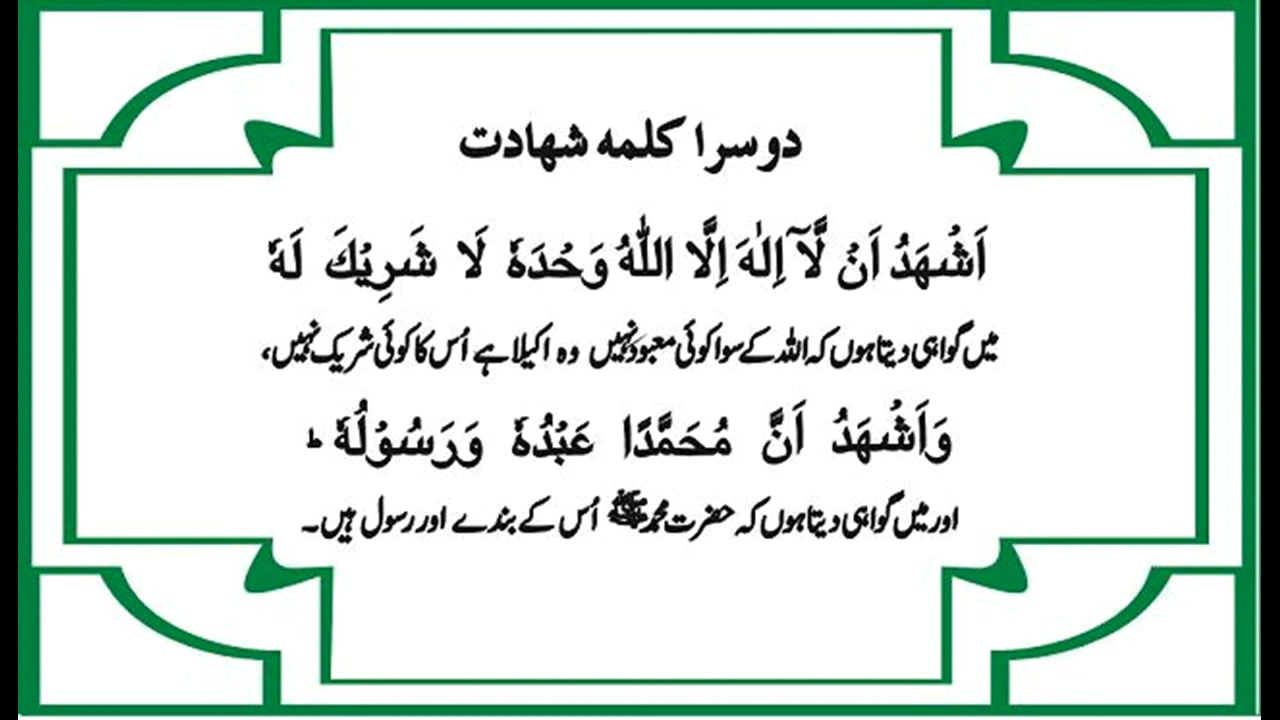 دوسرا کلمہ شہادت
اَشْهَدُ اَنْ لَّآ اِلٰهَ اِلَّا اللّٰهُ وَحْدَهٗ لَا شَرِيْكَ لَهٗ
میں گواہی دیتا ہوں کہ اللہ کے سوا کوئی معبود نہیں وہ اکیلا ہے اُس کا کوئی شریک نہیں،
وَاَشْهَدُ اَنَّ مُحَمَّدًا عَبْدُهٗ وَرَسُوْلُهٗ ؕ
اور میں گواہی دیتا ہوں کہ حضرت محمد ﷺ اُس کے بندے اور رسول ہیں۔